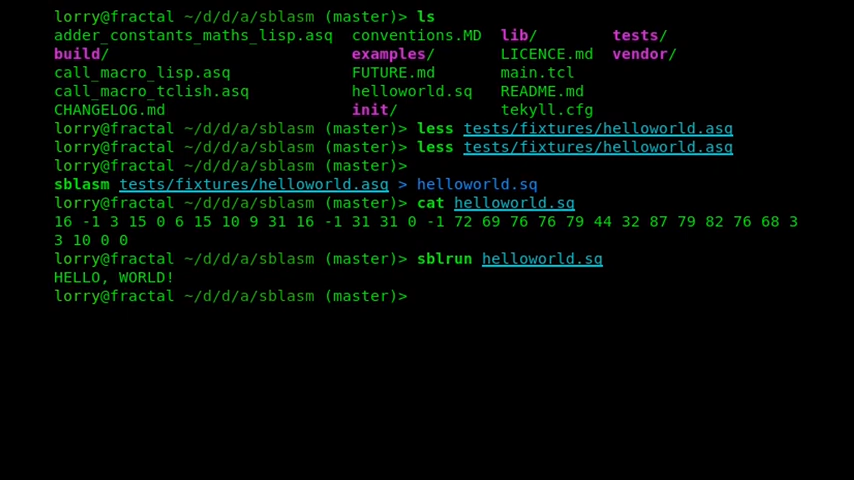 lorry@fractal ~/d/d/a/sblasm (master)> ls
adder_constants_maths_lisp.asq conventions.MD lib/ tests/
build/ examples/ LICENCE.md vendor/
call_macro_lisp.asq FUTURE.md main.tcl
call_macro_tclish.asq helloworld.sq README.md
CHANGELOG.md init/ tekyll.cfg
lorry@fractal ~/d/d/a/sblasm (master)> less tests/fixtures/helloworld.asq
lorry@fractal ~/d/d/a/sblasm (master)> less tests/fixtures/helloworld.asq
lorry@fractal ~/d/d/a/sblasm (master)>
sblasm tests/fixtures/helloworld.asq > helloworld.sq
lorry@fractal ~/d/d/a/sblasm (master)> cat helloworld.sq
16 -1 3 15 0 6 15 10 9 31 16 -1 31 31 0 -1 72 69 76 76 79 44 32 87 79 82 76 68 3
3 10 0 0
lorry@fractal ~/d/d/a/sblasm (master)> sblrun helloworld.sq
HELLO, WORLD!
lorry@fractal ~/d/d/a/sblasm (master)>